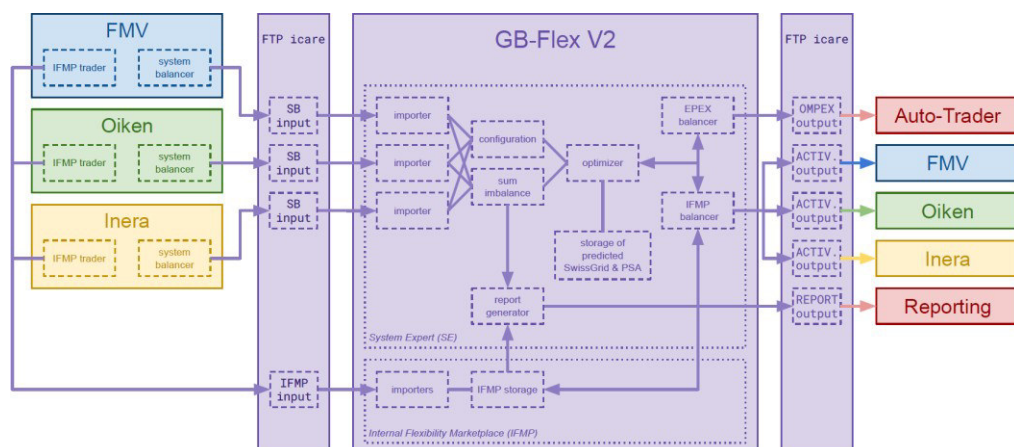 FMV
IFMP trader
system
balancer
Oiken
IFMP trader
system
balancer
Inera
IFMP trader
system
balancer
FTP icare
SB
input
SB
input
SB
input
IFMP
input
GB-Flex V2
importer
importer
importer
configuration
sum
imbalance
optimizer
EPEX
balancer
IFMP
balancer
storage of
predicted
SwissGrid & PSA
report
generator
System Expert (SE)
importers
IFMP storage
Internal Flexibility Marketplace (IFMP)
FTP icare
OMPEX
output
ACTIV.
output
ACTIV.
output
ACTIV.
output
REPORT
output
Auto-Trader
FMV
Oiken
Inera
Reporting